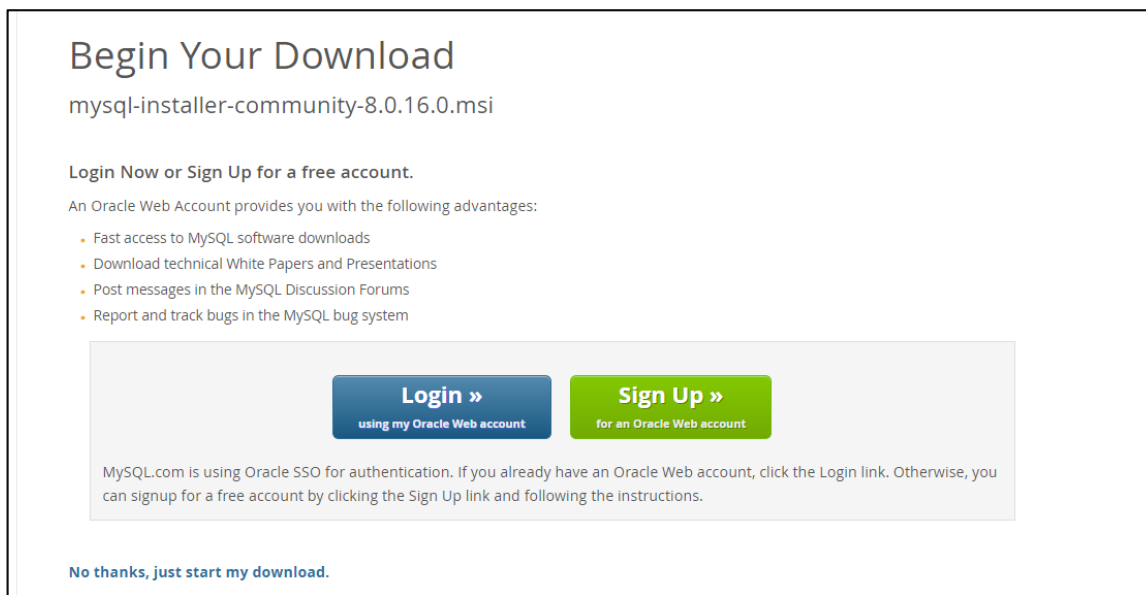 Begin Your Download
mysql-installer-community-8.0.16.0.msi
Login Now or Sign Up for a free account.
An Oracle Web Account provides you with the following advantages:
Fast access to MySQL software downloads
Download technical White Papers and Presentations
Post messages in the MySQL Discussion Forums
Report and track bugs in the MySQL bug system
Login »
using my Oracle Web account
Sign Up »
for an Oracle Web account
MySQL.com is using Oracle SSO for authentication. If you already have an Oracle Web account, click the Login link. Otherwise, you
can signup for a free account by clicking the Sign Up link and following the instructions.
No thanks, just start my download.